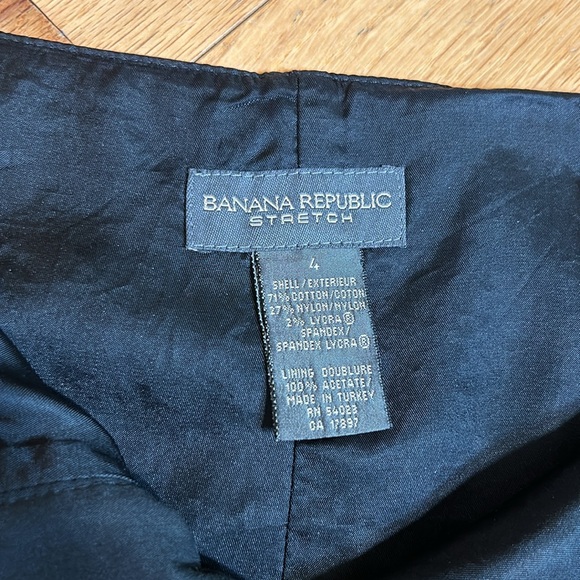 BANANA REPUBLIC
STRETCH
4
SHELL/EXTERIEUR
71% COTTON/COTON
27% NYLON/NYLON
2% LYCRA®
SPANDEX/
SPANDEX LYCRA®
LINING DOUBLURE
100% ACETATE/
MADE IN TURKEY
RN 54023
CA 17897